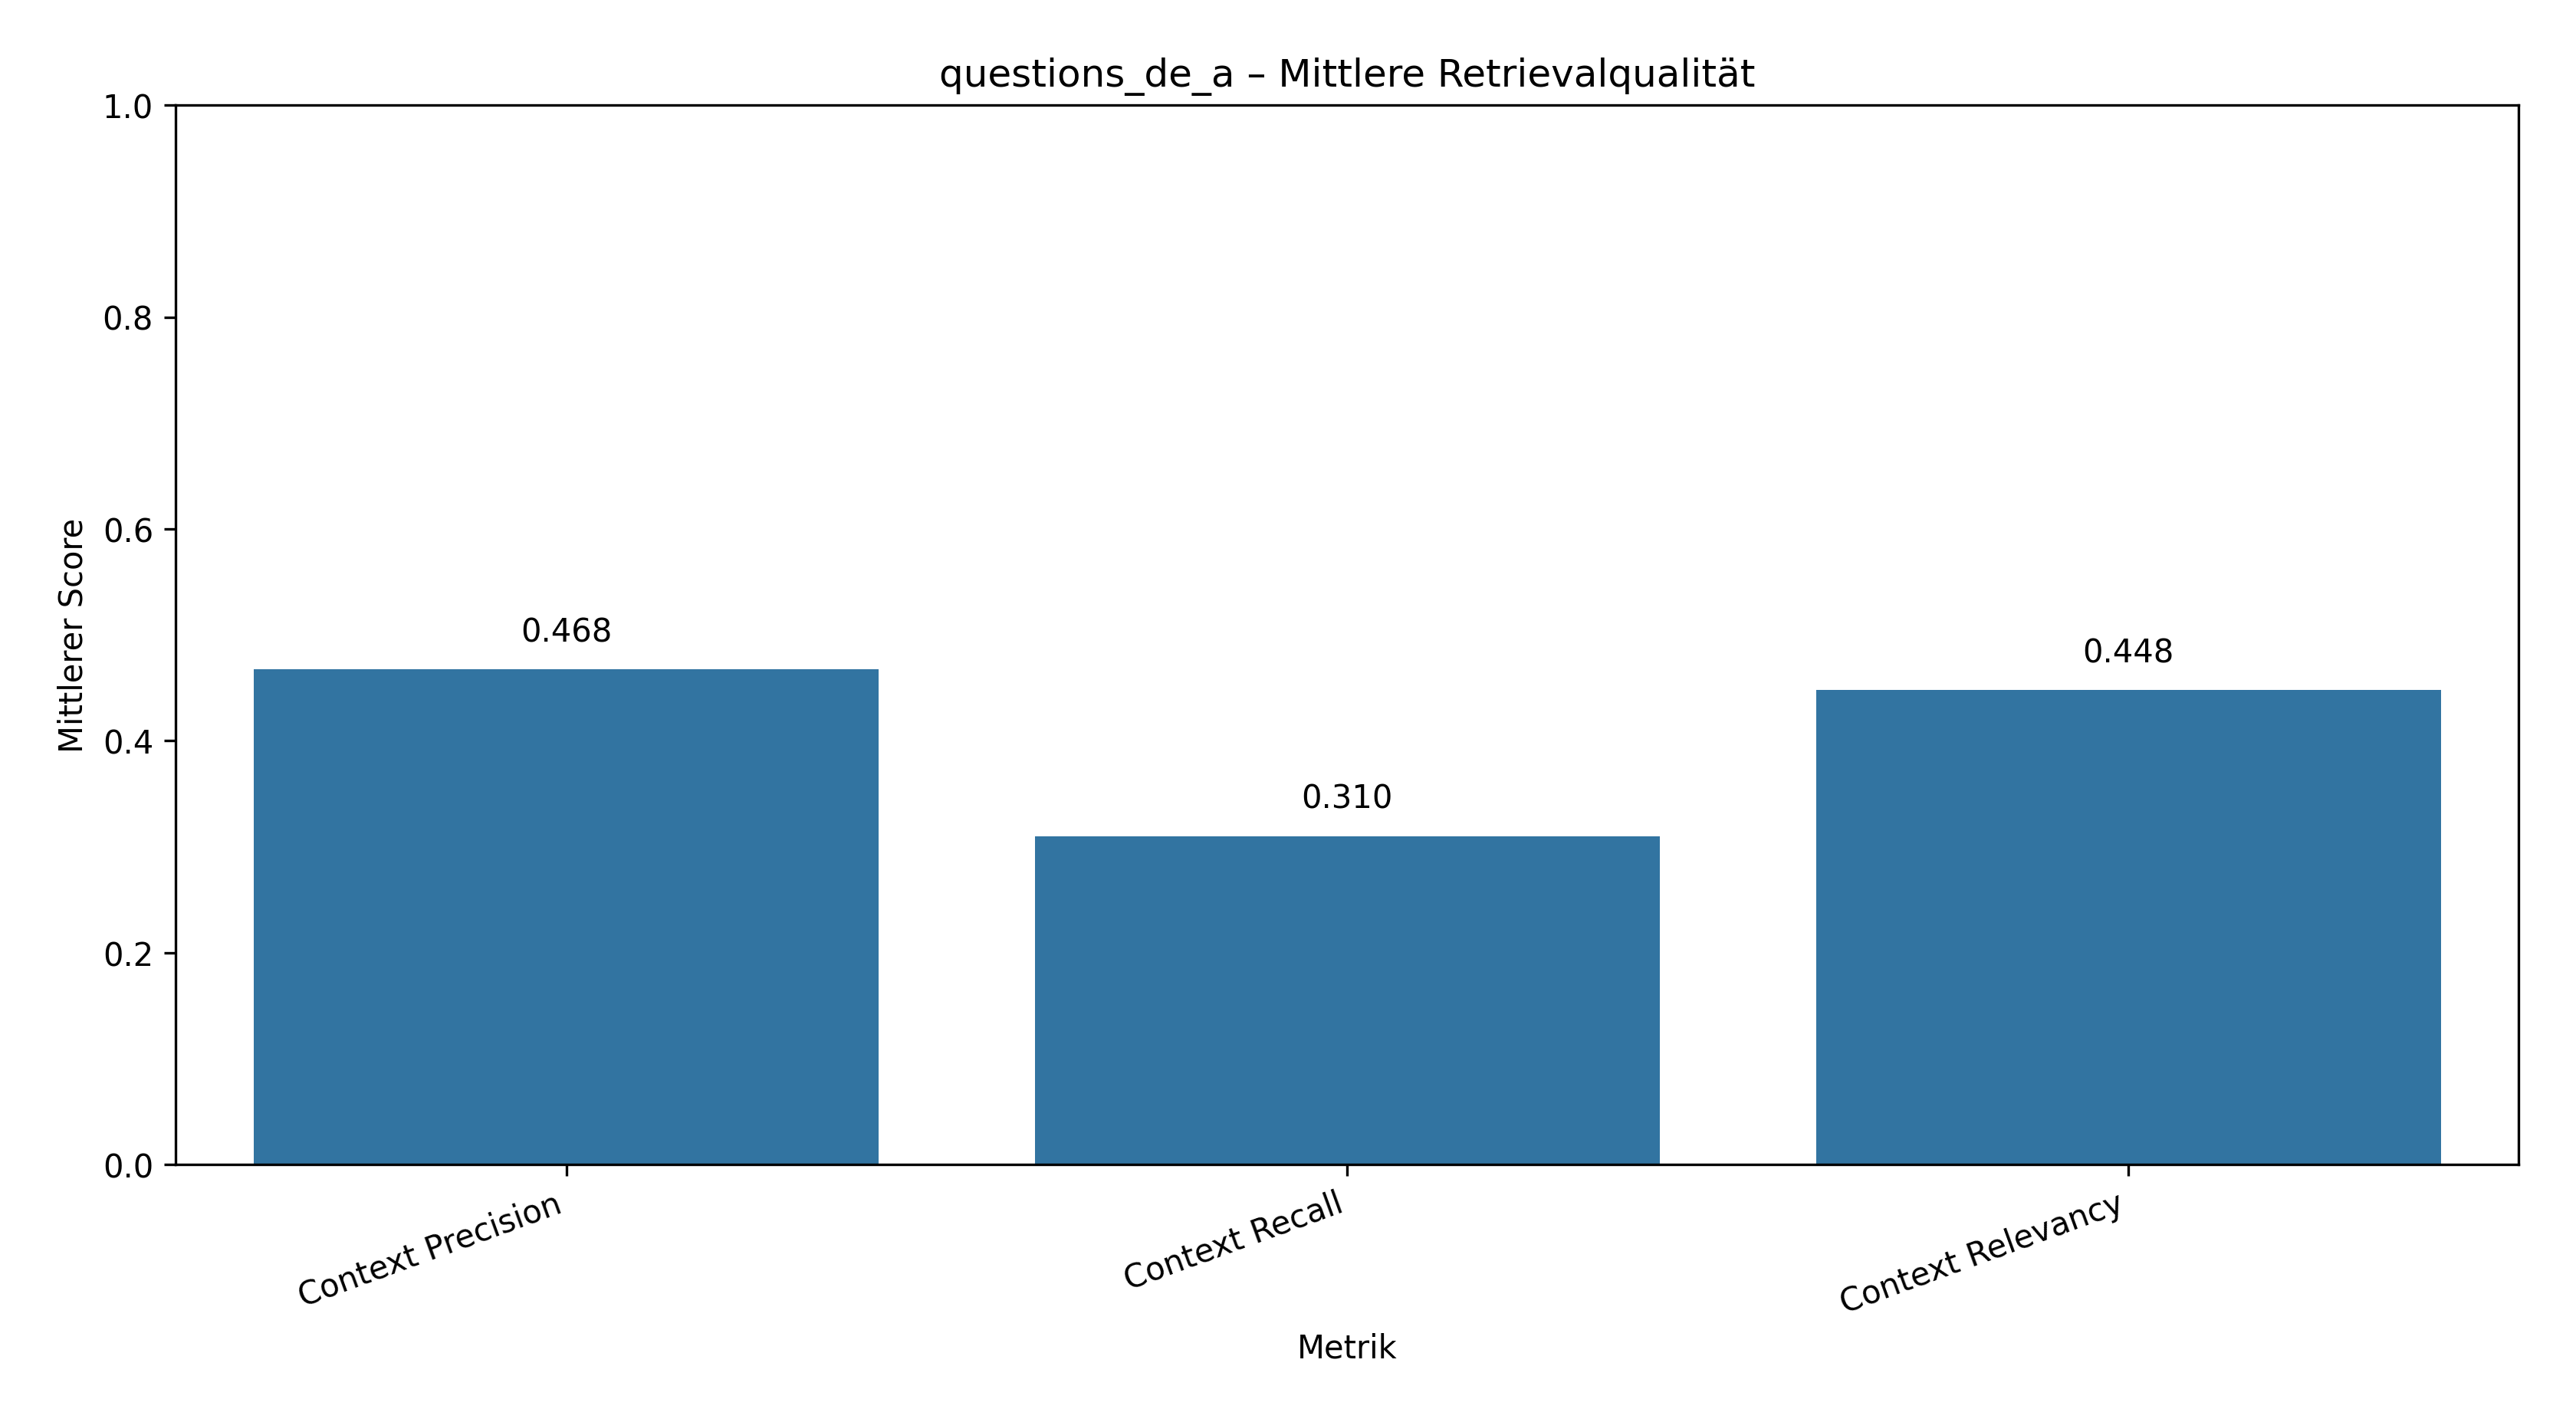 questions_de_a – Mittlere Retrievalqualität
1.0
0.8
0.6
0.4
0.2
0.0
Mittlerer Score
0.468
0.310
0.448
Context Precision
Context Recall
Context Relevancy
Metrik